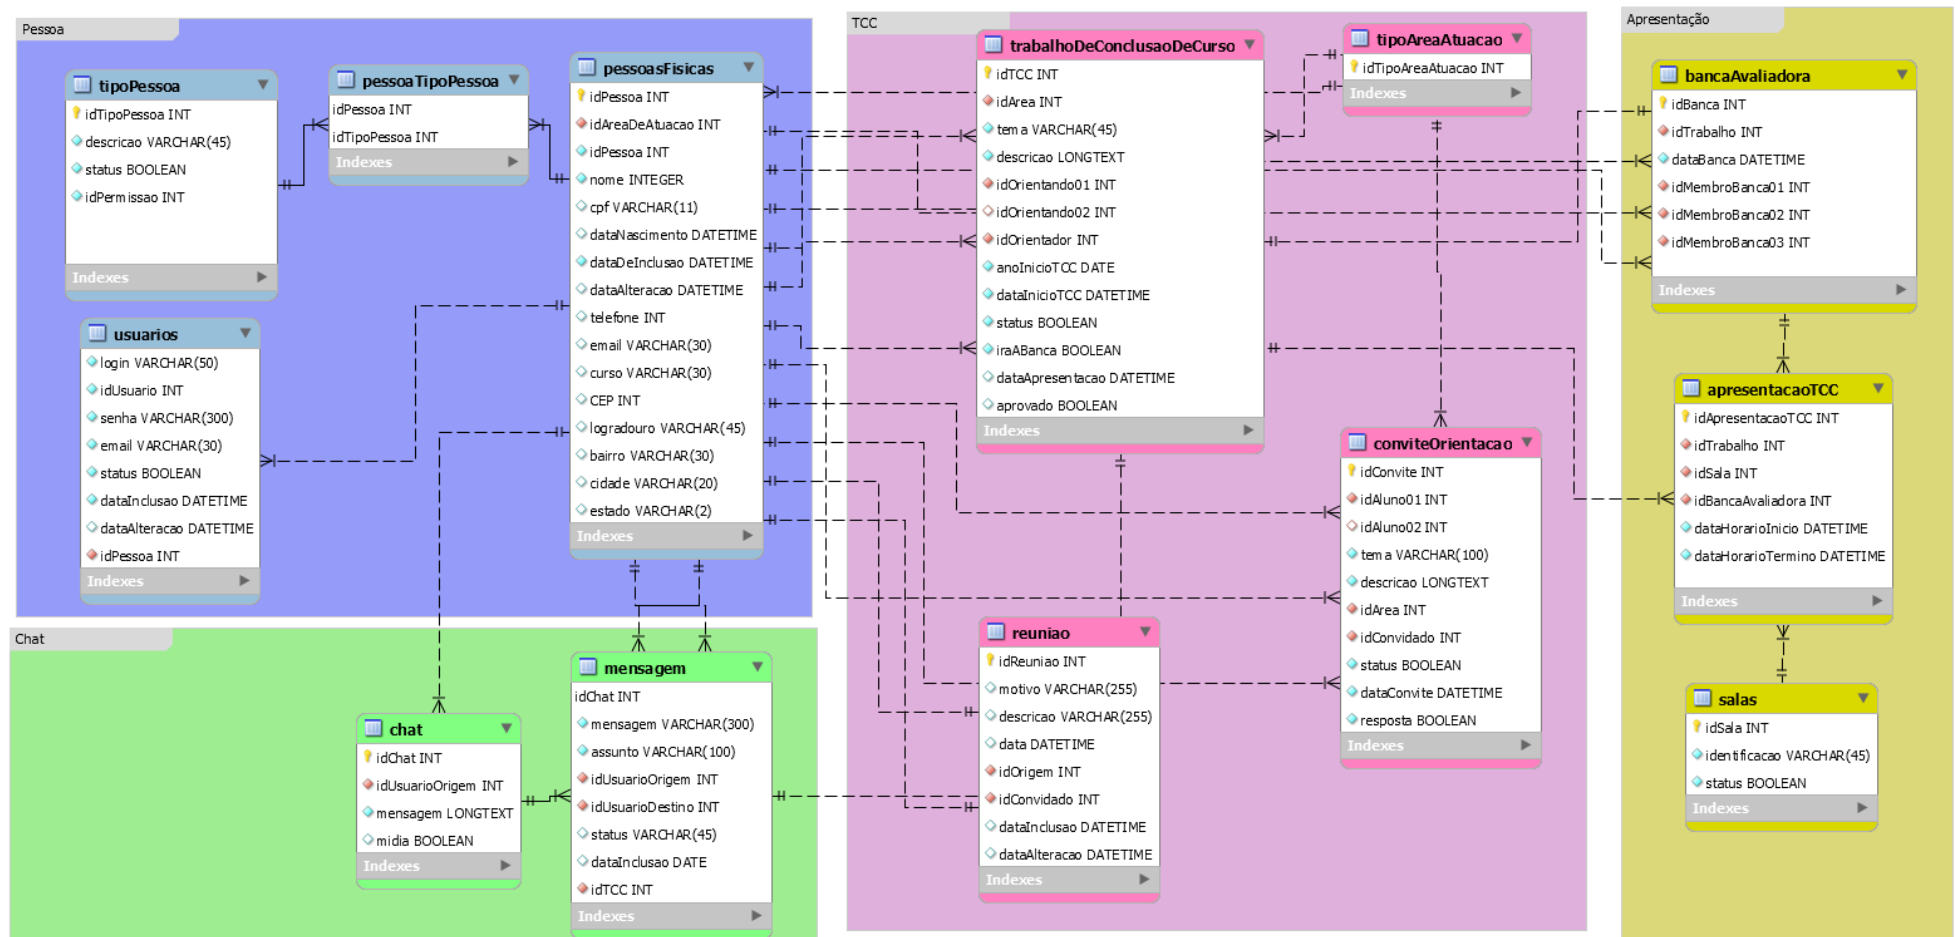 Pessoa
tipoPessoa
idTipoPessoa INT
descricao VARCHAR(45)
status BOOLEAN
idPermissao INT
Indexes
pessoaTipoPessoa
idPessoa INT
idTipoPessoa INT
Indexes
pessoasFisicas
idPessoa INT
idAreaDeAtuacao INT
idPessoa INT
nome INTEGER
cpf VARCHAR(11)
dataNascimento DATETIME
dataDeInclusao DATETIME
dataAlteracao DATETIME
telefone INT
email VARCHAR(30)
curso VARCHAR(30)
CEP INT
logradouro VARCHAR(45)
bairro VARCHAR(30)
cidade VARCHAR(20)
estado VARCHAR(2)
Indexes
usuarios
login VARCHAR(50)
idUsuario INT
senha VARCHAR(300)
email VARCHAR(30)
status BOOLEAN
dataInclusao DATETIME
dataAlteracao DATETIME
idPessoa INT
Indexes
Chat
chat
idChat INT
idUsuarioOrigem INT
mensagem LONGTEXT
midia BOOLEAN
Indexes
mensagem
idChat INT
mensagem VARCHAR(300)
assunto VARCHAR(100)
idUsuarioOrigem INT
idUsuarioDestino INT
status VARCHAR(45)
dataInclusao DATE
idTCC INT
Indexes
TCC
trabalhoDeConclusaoDeCurso
idTCC INT
idArea INT
tema VARCHAR(45)
descricao LONGTEXT
idOrientando01 INT
idOrientando02 INT
idOrientador INT
anoInicioTCC DATE
dataInicioTCC DATETIME
status BOOLEAN
iraABanca BOOLEAN
dataApresentacao DATETIME
aprovado BOOLEAN
Indexes
tipoAreaAtuacao
idTipoAreaAtuacao INT
Indexes
conviteOrientacao
idConvite INT
idAluno01 INT
idAluno02 INT
tema VARCHAR(100)
descricao LONGTEXT
idArea INT
idConvidado INT
status BOOLEAN
dataConvite DATETIME
resposta BOOLEAN
Indexes
reuniao
idReuniao INT
motivo VARCHAR(255)
descricao VARCHAR(255)
data DATETIME
idOrigem INT
idConvidado INT
dataInclusao DATETIME
dataAlteracao DATETIME
Indexes
Apresentação
bancaAvaliadora
idBanca INT
idTrabalho INT
dataBanca DATETIME
idMembroBanca01 INT
idMembroBanca02 INT
idMembroBanca03 INT
Indexes
apresentacaoTCC
idApresentacaoTCC INT
idTrabalho INT
idSala INT
idBancaAvaliadora INT
dataHorarioInicio DATETIME
dataHorarioTermino DATETIME
Indexes
salas
idSala INT
identificacao VARCHAR(45)
status BOOLEAN
Indexes